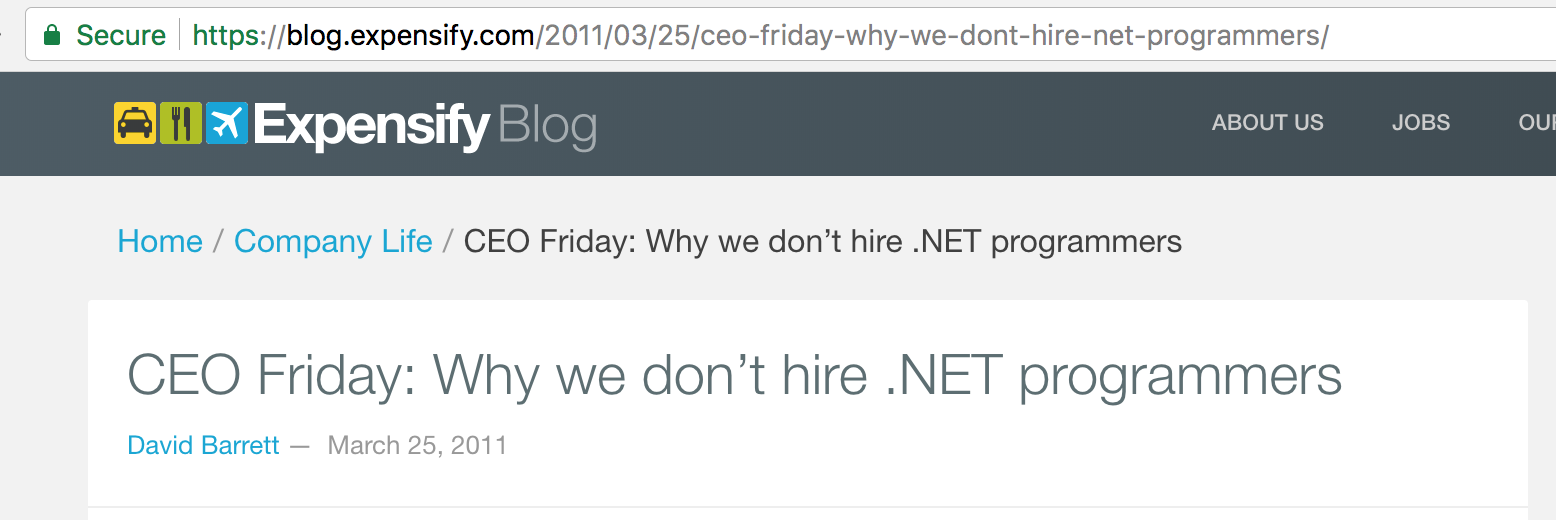 Secure https://blog.expensify.com/2011/03/25/ceo-friday-why-we-dont-hire-net-programmers/
Expensify Blog ABOUT US JOBS OUR
Home / Company Life / CEO Friday: Why we don’t hire .NET programmers
CEO Friday: Why we don’t hire .NET programmers
David Barrett — March 25, 2011